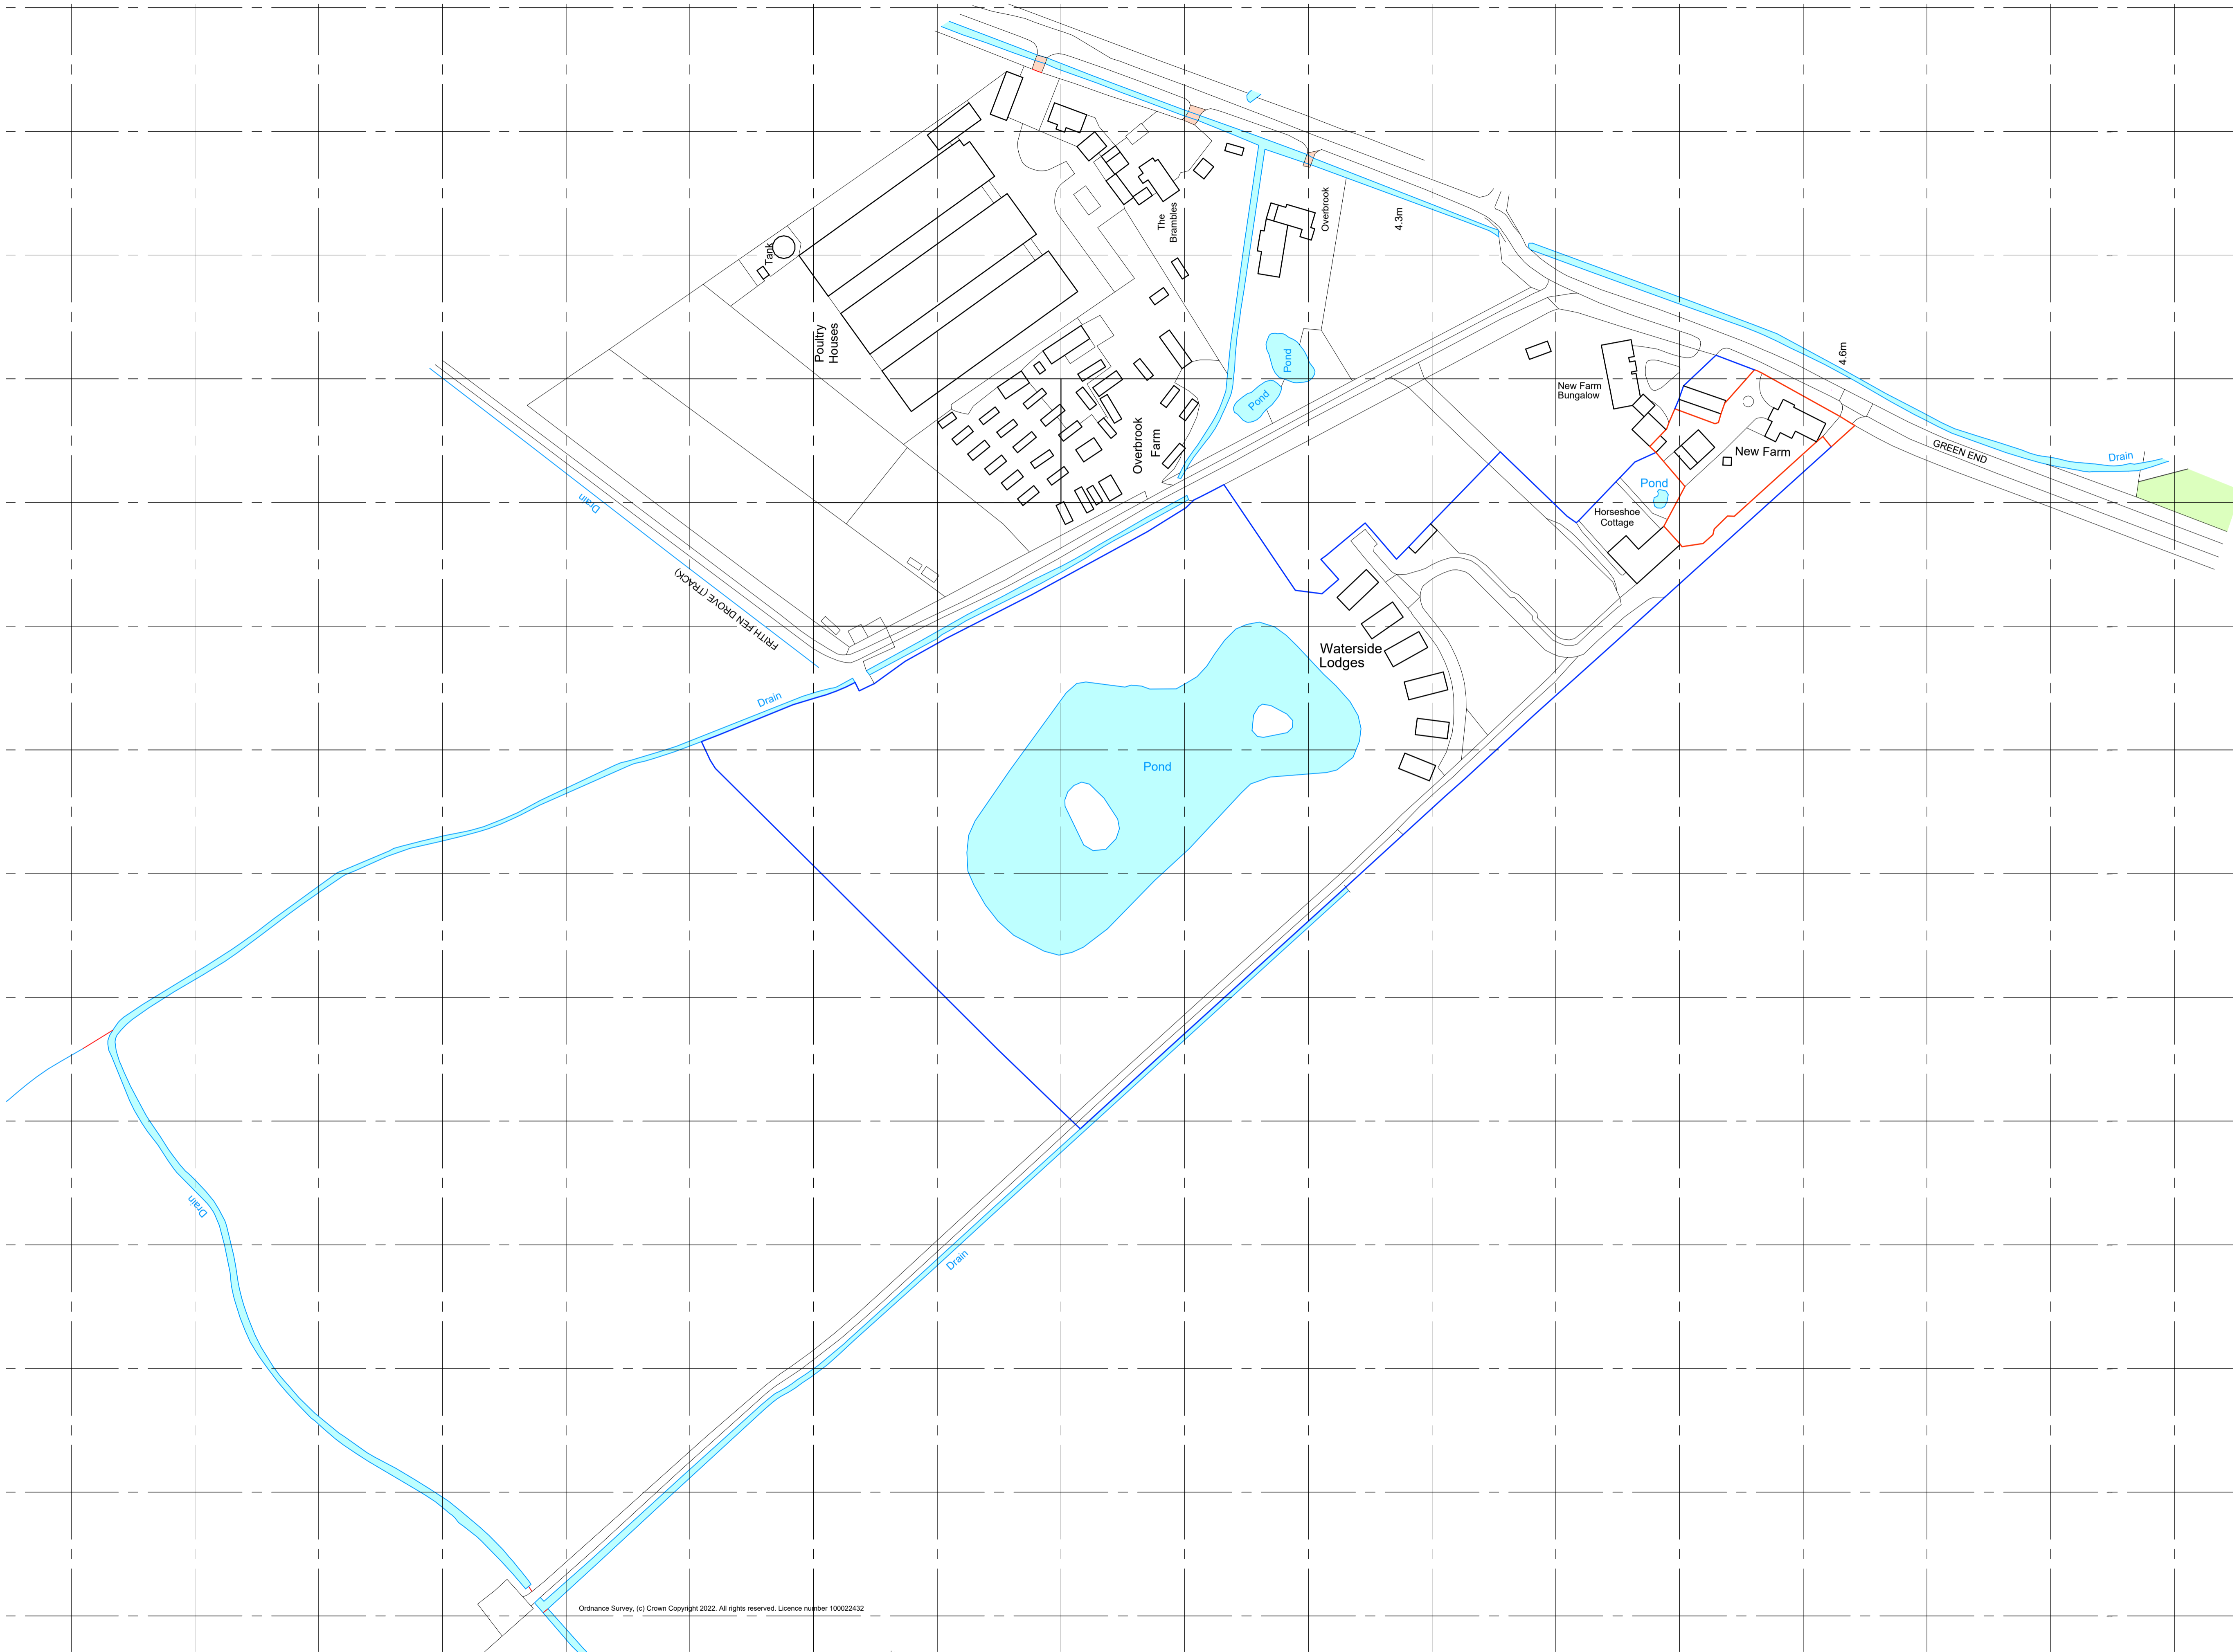 The
Brambles
Overbrook
4.3m
Tank
Poultry
Houses
Pond
Pond
4.6m
New Farm
Bungalow
Overbrook
Farm
New Farm
GREEN END
Drain
Pond
Drain
Horseshoe
Cottage
FRITH FEN DROVE (TRACK)
Waterside
Lodges
Drain
Pond
Drain
Drain
Ordnance Survey, (c) Crown Copyright 2022. All rights reserved. Licence number 100022432